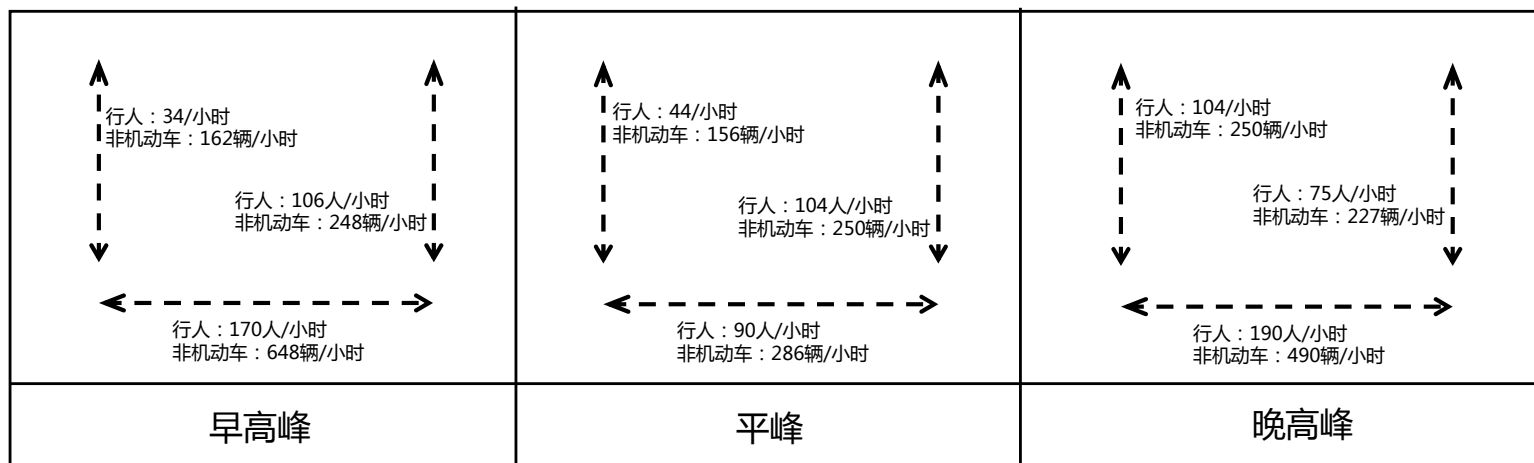 行人：34/小时
非机动车：162辆/小时
行人：106人/小时
非机动车：248辆/小时
行人：170人/小时
非机动车：648辆/小时
早高峰
行人：44/小时
非机动车：156辆/小时
行人：104人/小时
非机动车：250辆/小时
行人：90人/小时
非机动车：286辆/小时
平峰
行人：104/小时
非机动车：250辆/小时
行人：75人/小时
非机动车：227辆/小时
行人：190人/小时
非机动车：490辆/小时
晚高峰